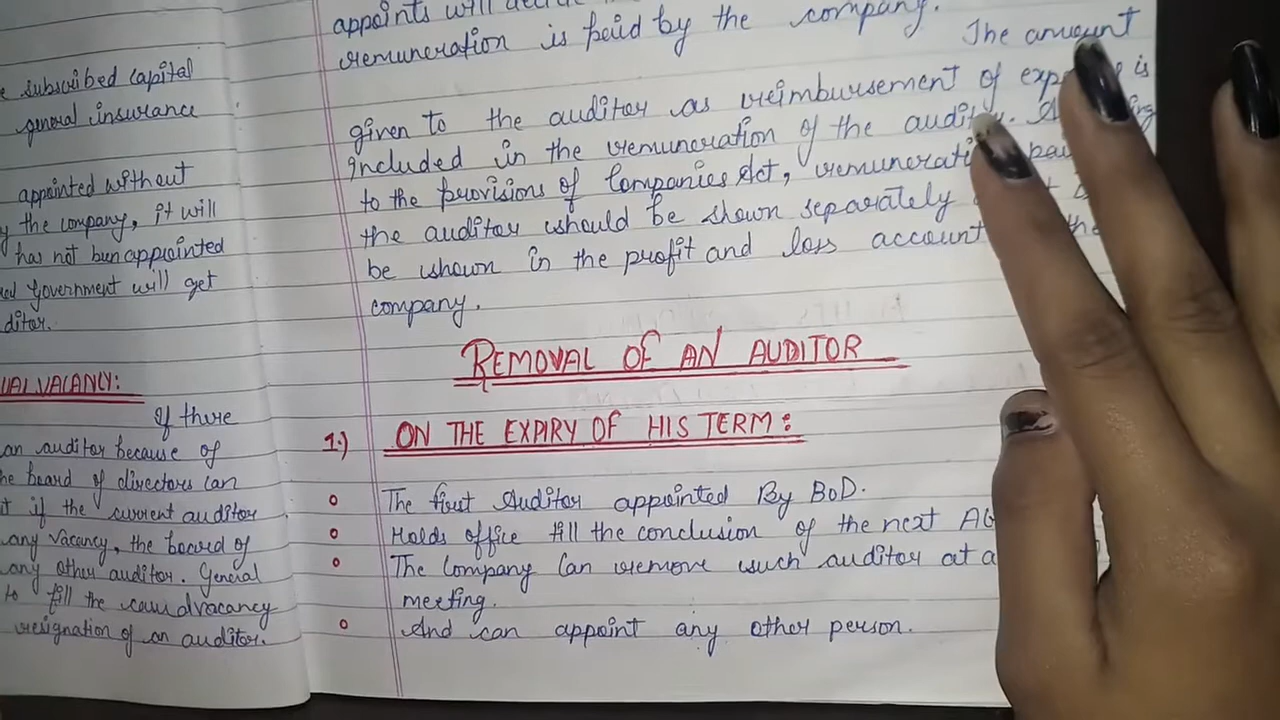 subscribed capital
general insurance
appointed without
the company, it will
has not been appointed
Government will get
ditor.
VACANCY:
If there
an auditor because of
board of directors can
if the current auditor
any vacancy, the board of
any other auditor. General
to fill the casual vacancy
resignation of an auditor.
appoints will
remuneration is paid by the company.
The amount
given to the auditor as reimbursement of is
included in the remuneration of the auditor.
to the provisions of Companies Act,
the auditor should be shown separately
be shown in the profit and loss account
company.
REMOVAL OF AN AUDITOR
1.) ON THE EXPIRY OF HIS TERM:
The first Auditor appointed By BoD.
Holds office till the conclusion of the next
The Company Can remove such auditor at a
meeting.
And can appoint any other person.